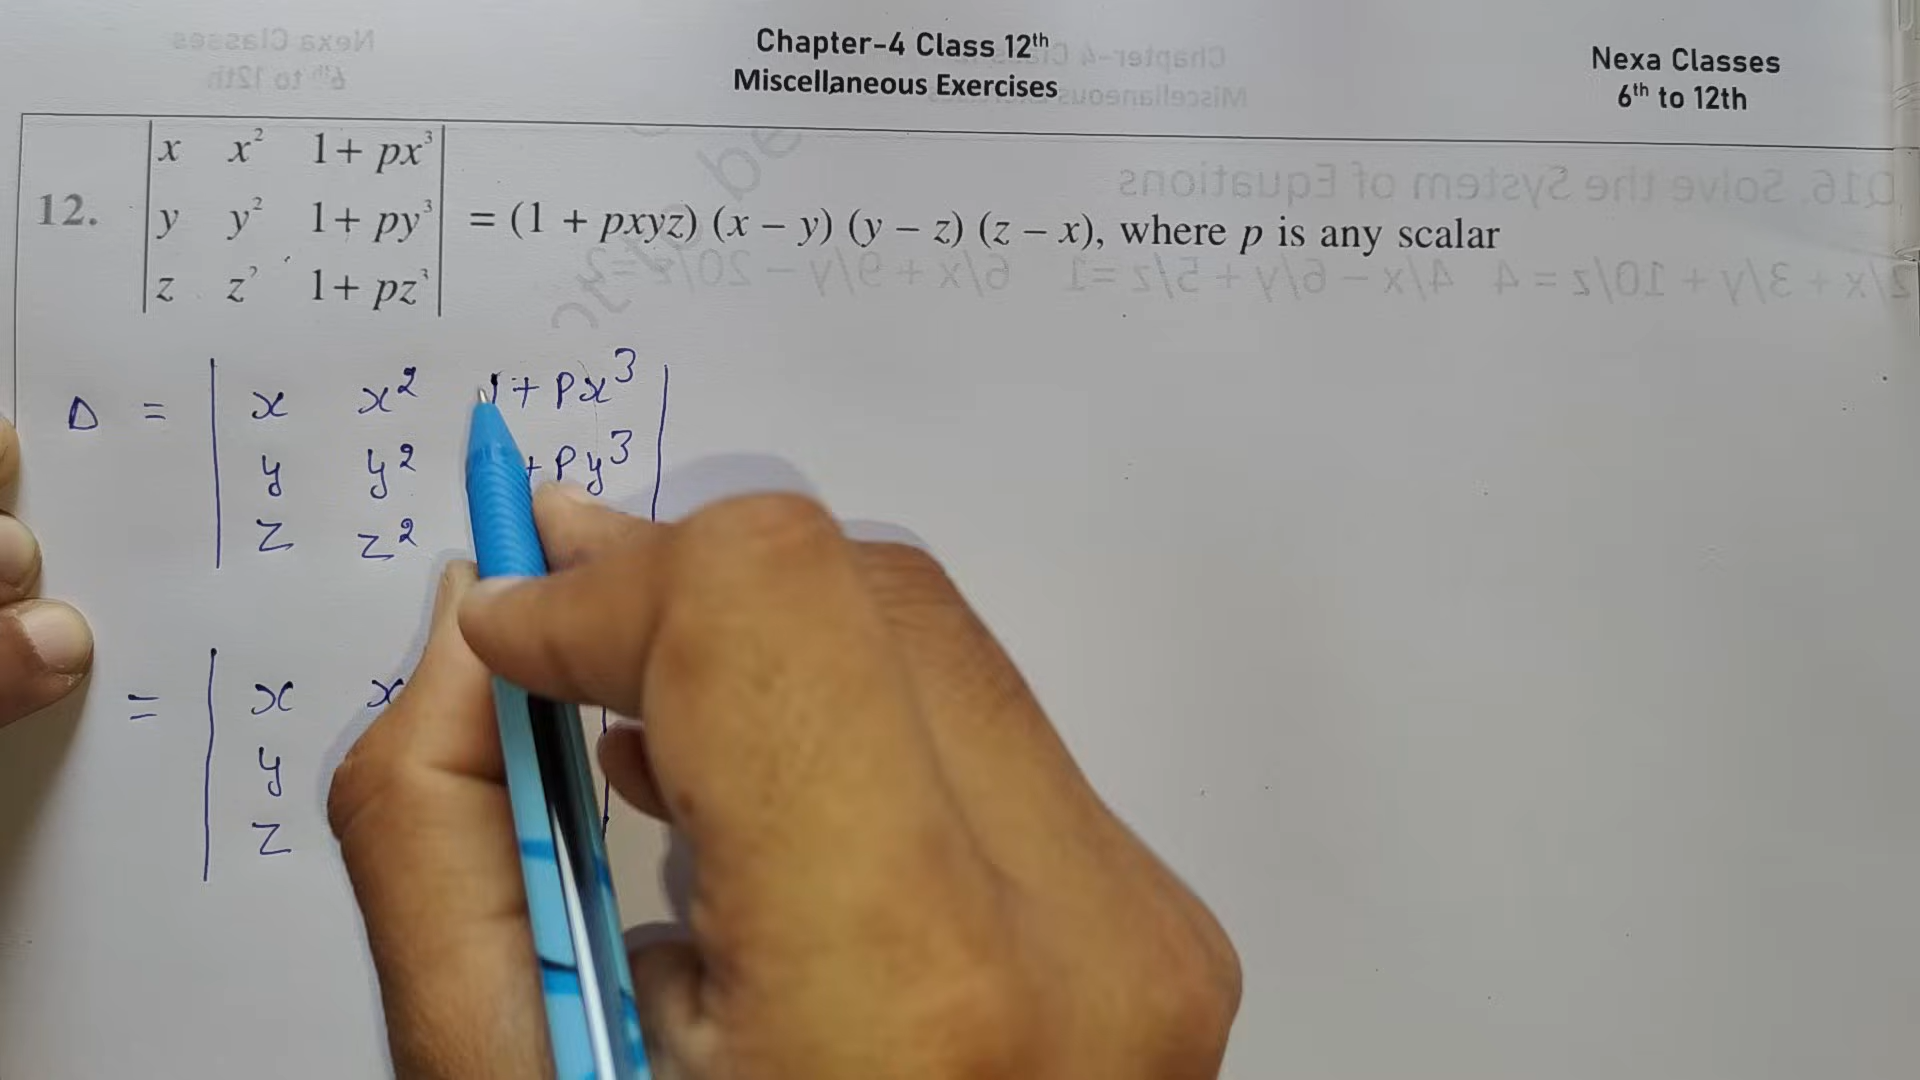 Chapter-4 Class 12th
Miscellaneous Exercises
Nexa Classes
6th to 12th
12. | x x² 1 + px³ |
| y y² 1 + py³ | = (1 + pxyz) (x – y) (y – z) (z – x), where p is any scalar
| z z² 1 + pz³ |
Δ = | x x² 1 + px³ |
| y y² + py³ |
| z z²
= | x x
| y
| z